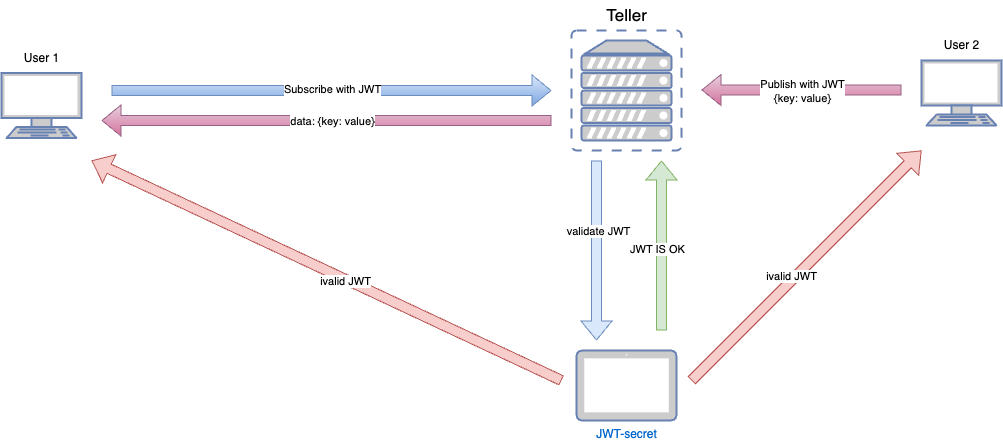 Teller
User 1
User 2
Subscribe with JWT
Publish with JWT
{key: value}
data: {key: value}
validate JWT
JWT IS OK
ivalid JWT
ivalid JWT
JWT-secret